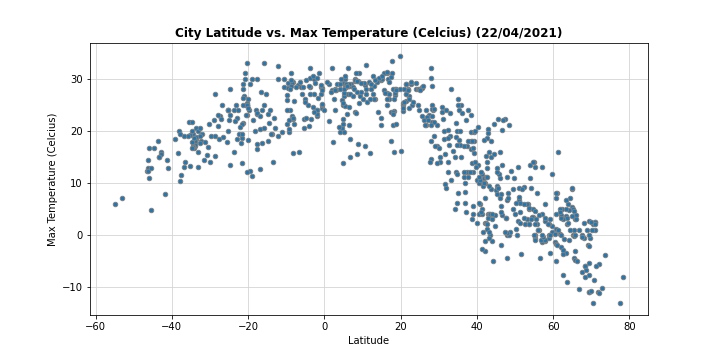 City Latitude vs. Max Temperature (Celcius) (22/04/2021)
Max Temperature (Celcius)
30
20
10
0
−10
−60 −40 −20 0 20 40 60 80
Latitude